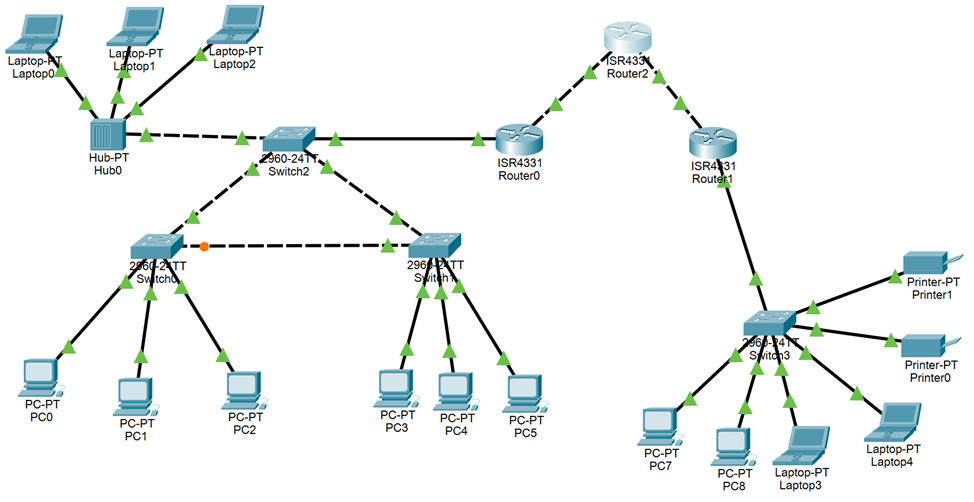 Laptop-PT
Laptop0
Laptop-PT
Laptop1
Laptop-PT
Laptop2
ISR4331
Router2
Hub-PT
Hub0
2960-24TT
Switch2
ISR4331
Router0
ISR4331
Router1
2960-24TT
Switch0
2960-24TT
Switch1
Printer-PT
Printer1
2960-24TT
Switch3
Printer-PT
Printer0
PC-PT
PC0
PC-PT
PC1
PC-PT
PC2
PC-PT
PC3
PC-PT
PC4
PC-PT
PC5
PC-PT
PC7
PC-PT
PC8
Laptop-PT
Laptop3
Laptop-PT
Laptop4